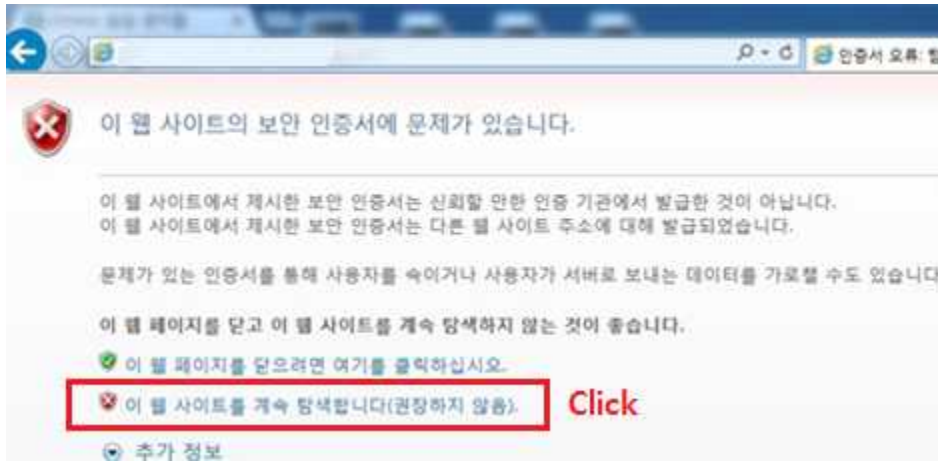 인증서 오류:
이 웹 사이트의 보안 인증서에 문제가 있습니다.
이 웹 사이트에서 제시한 보안 인증서는 신뢰할 만한 인증 기관에서 발급한 것이 아닙니다.
이 웹 사이트에서 제시한 보안 인증서는 다른 웹 사이트 주소에 대해 발급되었습니다.
문제가 있는 인증서를 통해 사용자를 속이거나 사용자가 서버로 보내는 데이터를 가로챌 수도 있습니다
이 웹 페이지를 닫고 이 웹 사이트를 계속 탐색하지 않는 것이 좋습니다.
이 웹 페이지를 닫으려면 여기를 클릭하십시오.
이 웹 사이트를 계속 탐색합니다(권장하지 않음). Click
추가 정보